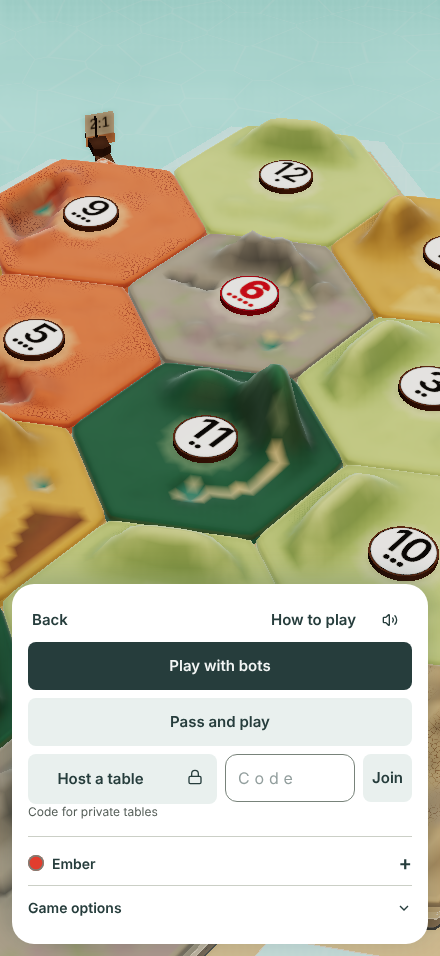 2:1
12
9
6
5
3
11
10
Back How to play
Play with bots
Pass and play
Host a table Code Join
Code for private tables
Ember +
Game options